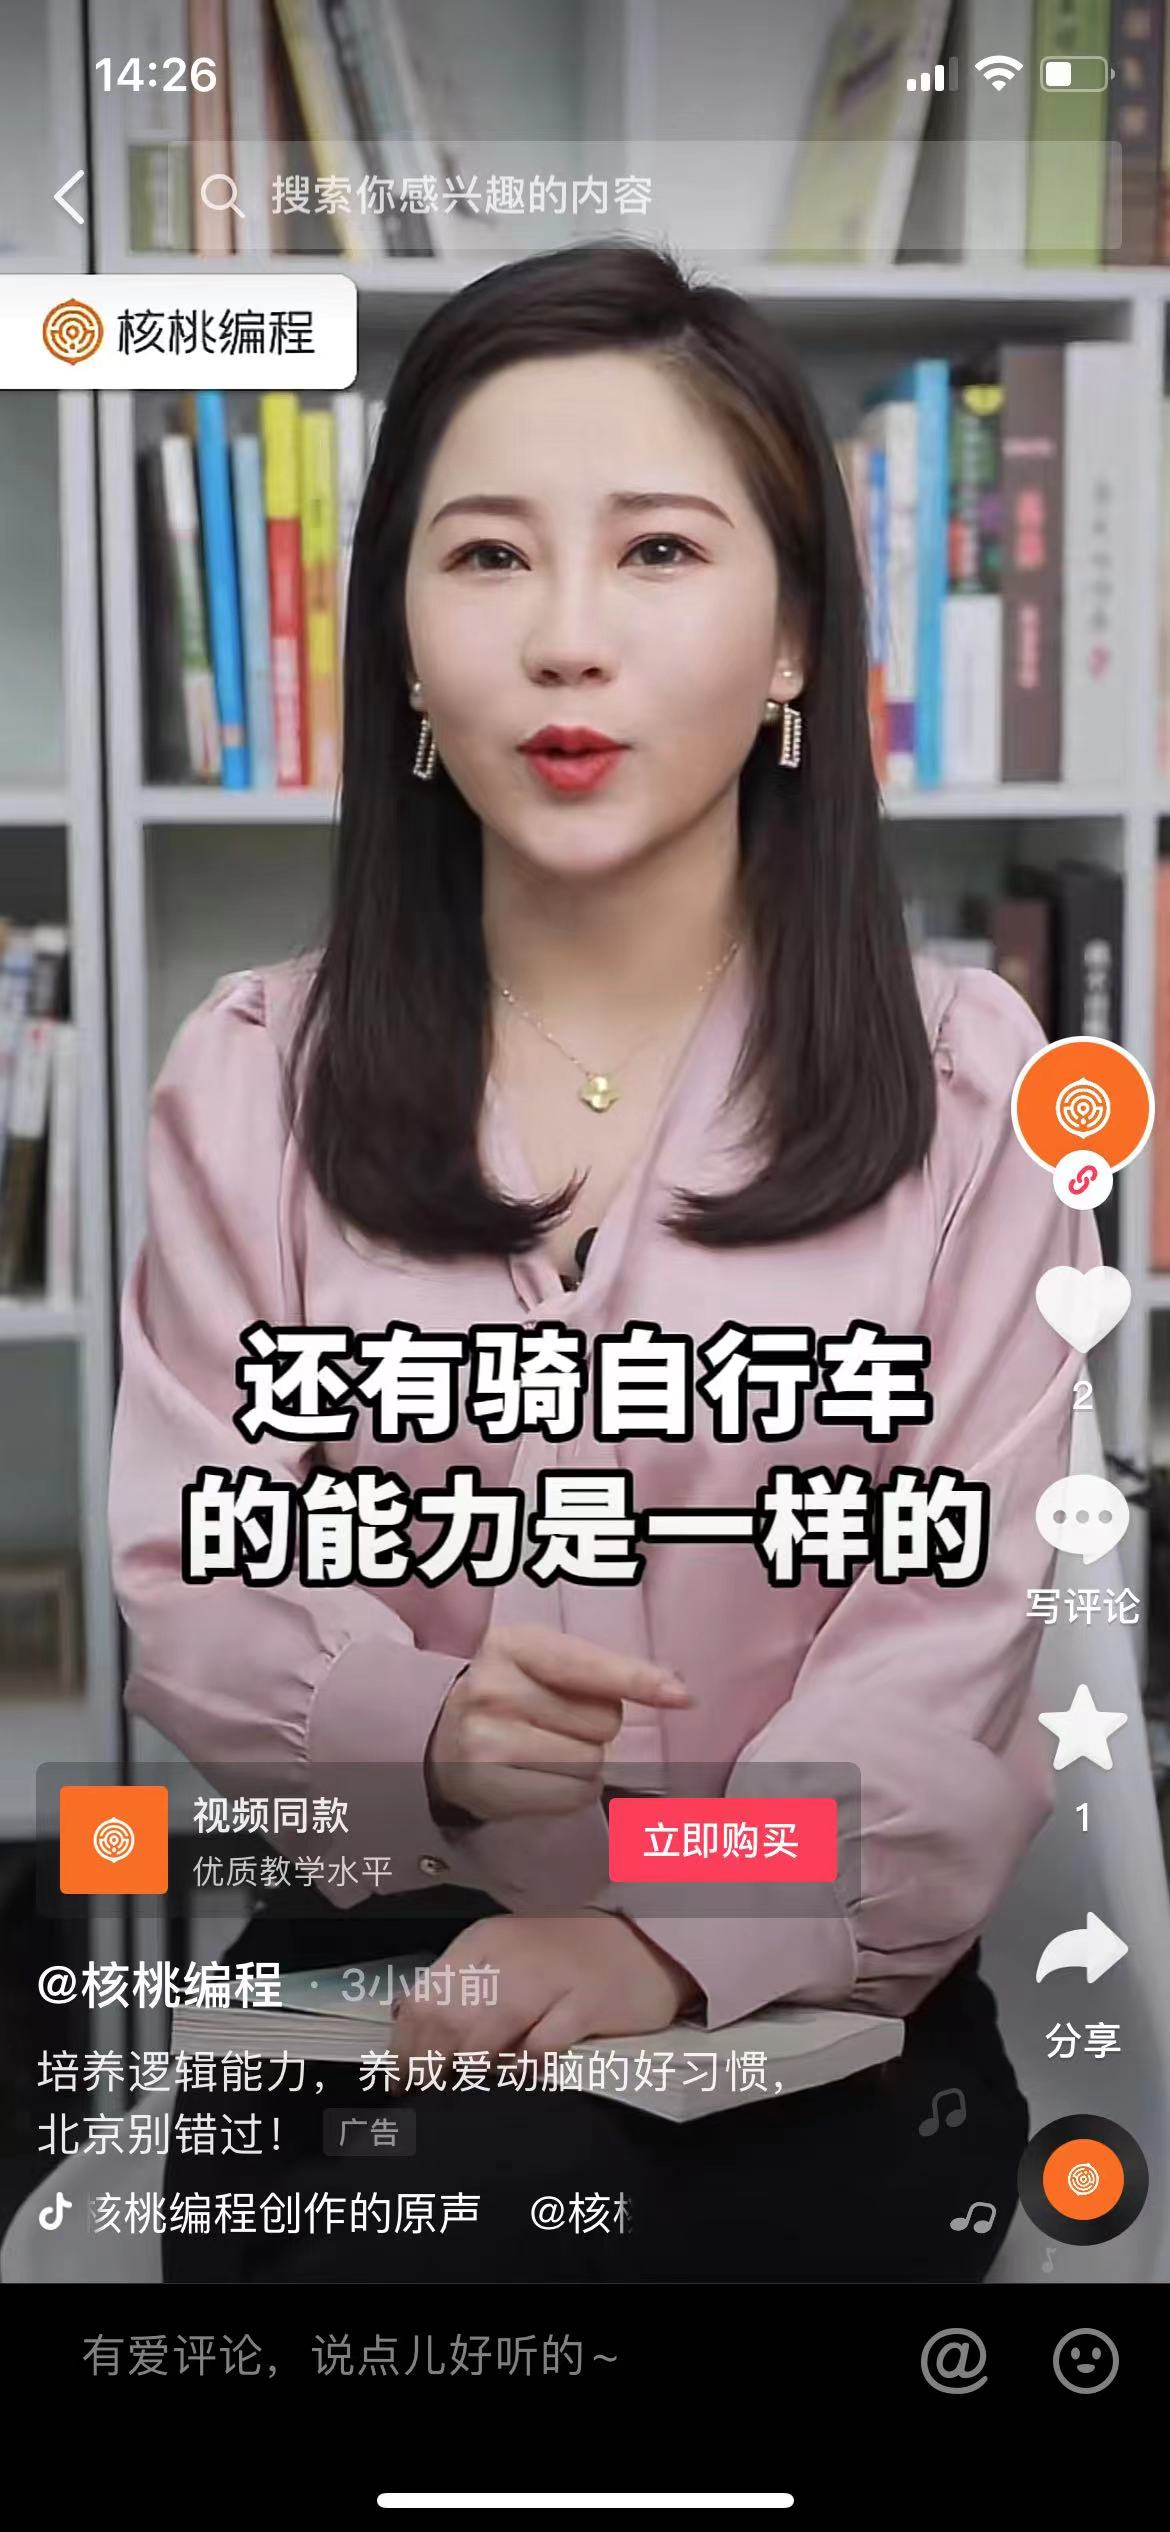 14:26
搜索你感兴趣的内容
核桃编程
还有骑自行车
的能力是一样的
2
写评论
视频同款
优质教学水平
立即购买
1
@核桃编程 · 3小时前
分享
培养逻辑能力，养成爱动脑的好习惯，
北京别错过！ 广告
核桃编程创作的原声 @核
有爱评论，说点儿好听的~